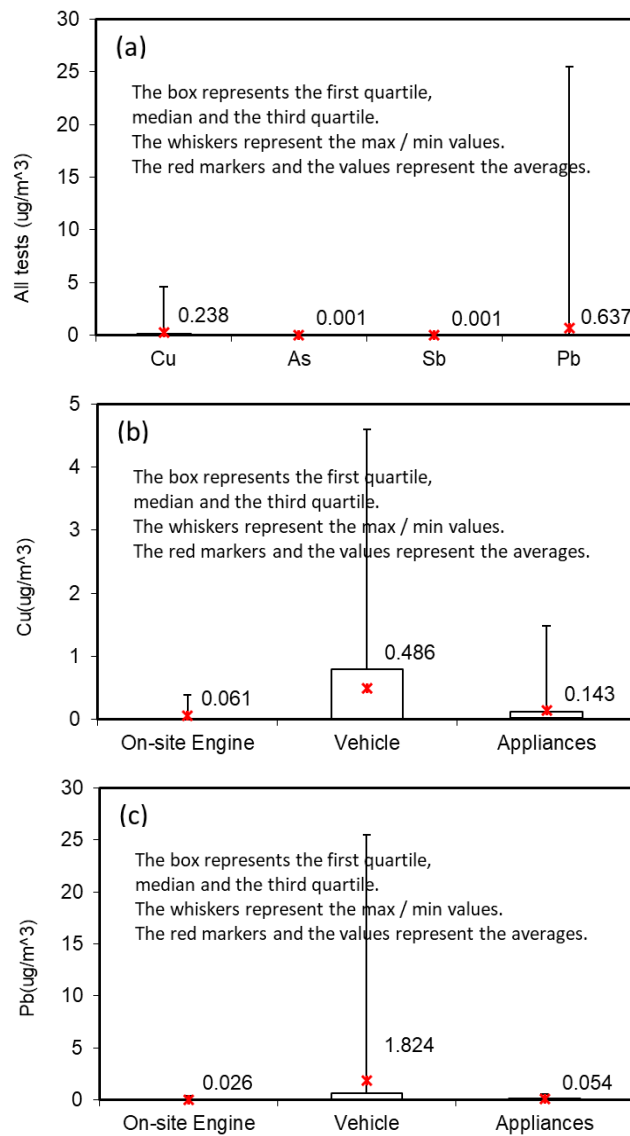 (a)
The box represents the first quartile,
median and the third quartile.
The whiskers represent the max / min values.
The red markers and the values represent the averages.
All tests (ug/m^3)
30
25
20
15
10
5
0
0.238
0.001
0.001
0.637
Cu
As
Sb
Pb
(b)
The box represents the first quartile,
median and the third quartile.
The whiskers represent the max / min values.
The red markers and the values represent the averages.
Cu(ug/m^3)
5
4
3
2
1
0
0.061
0.486
0.143
On-site Engine
Vehicle
Appliances
(c)
The box represents the first quartile,
median and the third quartile.
The whiskers represent the max / min values.
The red markers and the values represent the averages.
Pb(ug/m^3)
30
25
20
15
10
5
0
0.026
1.824
0.054
On-site Engine
Vehicle
Appliances